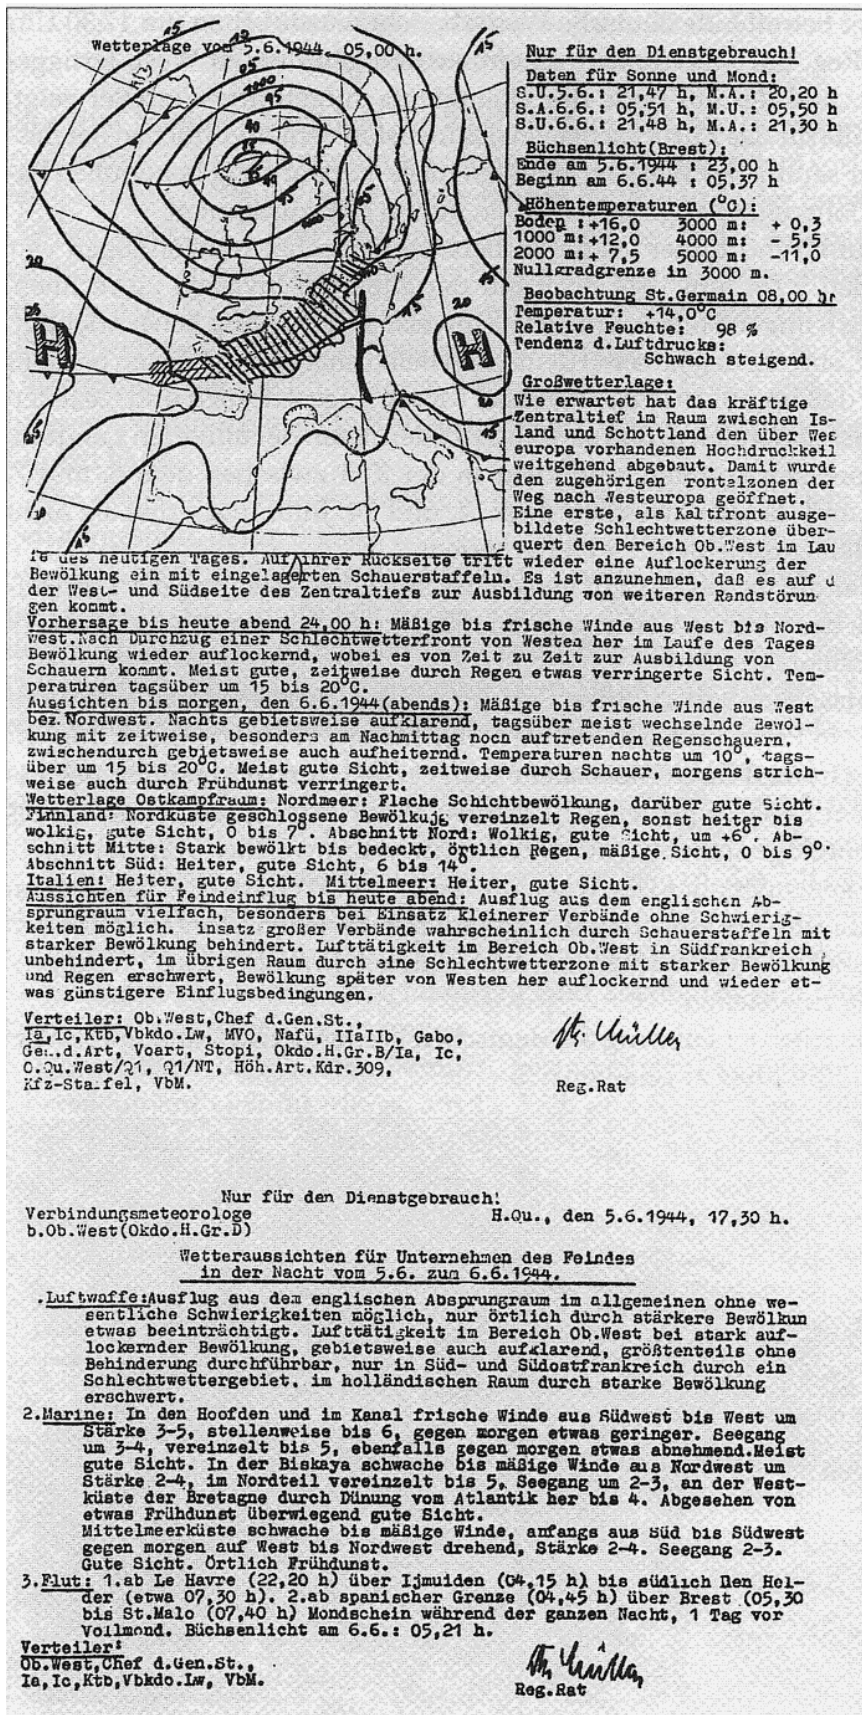 Wetterlage vom 5.6.1944, 05,00 h.
Nur für den Dienstgebrauch!
Daten für Sonne und Mond:
S.U.5.6.: 21,47 h, M.A.: 20,20 h
S.A.6.6.: 05,51 h, M.U.: 05,50 h
S.U.6.6.: 21,48 h, M.A.: 21,30 h
Büchsenlicht(Brest):
Ende am 5.6.1944 : 23,00 h
Beginn am 6.6.44 : 05,37 h
Höhentemperaturen (°C):
Boden :+16,0 3000 m: + 0,3
1000 m:+12,0 4000 m: - 5,5
2000 m:+ 7,5 5000 m: -11,0
Nullgradgrenze in 3000 m.
Beobachtung St.Germain 08,00 hr
Temperatur: +14,0°C
Relative Feuchte: 98 %
Tendenz d.Luftdrucks:
Schwach steigend.
Großwetterlage:
Wie erwartet hat das kräftige
Zentraltief im Raum zwischen Is-
land und Schottland den über Wes
europa vorhandenen Hochdruckkeil
weitgehend abgebaut. Damit wurde
den zugehörigen rontalzonen der
Weg nach Westeuropa geöffnet.
Eine erste, als Kaltfront ausge-
bildete Schlechtwetterzone über-
quert den Bereich Ob.West im Lau
des heutigen Tages. Auf ihrer Rückseite tritt wieder eine Auflockerung der
Bewölkung ein mit eingelagerten Schauerstaffeln. Es ist anzunehmen, daß es auf d
der West- und Südseite des Zentraltiefs zur Ausbildung von weiteren Randstörun
gen kommt.
Vorhersage bis heute abend 24,00 h: Mäßige bis frische Winde aus West bis Nord-
west.Nach Durchzug einer Schlechtwetterfront von Westen her im Laufe des Tages
Bewölkung wieder auflockernd, wobei es von Zeit zu Zeit zur Ausbildung von
Schauern kommt. Meist gute, zeitweise durch Regen etwas verringerte Sicht. Tem-
peraturen tagsüber um 15 bis 20°C.
Aussichten bis morgen, den 6.6.1944(abends): Mäßige bis frische Winde aus West
bez.Nordwest. Nachts gebietsweise aufklarend, tagsüber meist wechselnde Bewöl-
kung mit zeitweise, besonders am Nachmittag noch auftretenden Regenschauern,
zwischendurch gebietsweise auch aufheiternd. Temperaturen nachts um 10°, tags-
über um 15 bis 20°C. Meist gute Sicht, zeitweise durch Schauer, morgens strich-
weise auch durch Frühdunst verringert.
Wetterlage Ostkampfraum: Nordmeer: Flache Schichtbewölkung, darüber gute Sicht.
Finnland: Nordküste geschlossene Bewölkujg vereinzelt Regen, sonst heiter bis
wolkig, gute Sicht, 0 bis 7°. Abschnitt Nord: Wolkig, gute Sicht, um +6°. Ab-
schnitt Mitte: Stark bewölkt bis bedeckt, örtlich Regen, mäßige Sicht, 0 bis 9°.
Abschnitt Süd: Heiter, gute Sicht, 6 bis 14°.
Italien: Heiter, gute Sicht. Mittelmeer: Heiter, gute Sicht.
Aussichten für Feindeinflug bis heute abend: Ausflug aus dem englischen Ab-
sprungraum vielfach, besonders bei Einsatz kleinerer Verbände ohne Schwierig-
keiten möglich. insatz großer Verbände wahrscheinlich durch Schauerstaffeln mit
starker Bewölkung behindert. Lufttätigkeit im Bereich Ob.West in Südfrankreich
unbehindert, im übrigen Raum durch eine Schlechtwetterzone mit starker Bewölkung
und Regen erschwert, Bewölkung später von Westen her auflockernd und wieder et-
was günstigere Einflugsbedingungen.
Verteiler: Ob.West,Chef d.Gen.St.,
Ia,Ic,Ktb,Vbkdo.Lw, MVO, Nafü, IIaIIb, Gabo,
Gen.d.Art, Voart, Stopi, Okdo.H.Gr.B/Ia, Ic,
O.Qu.West/Q1, Q1/NT, Höh.Art.Kdr.309,
Kfz-Staffel, VbM.
Müller
Reg.Rat
Nur für den Dienstgebrauch!
Verbindungsmeteorologe H.Qu., den 5.6.1944, 17,30 h.
b.Ob.West(Okdo.H.Gr.D)
Wetteraussichten für Unternehmen des Feindes
in der Nacht vom 5.6. zum 6.6.1944.
.Luftwaffe:Ausflug aus dem englischen Absprungraum im allgemeinen ohne we-
sentliche Schwierigkeiten möglich, nur örtlich durch stärkere Bewölkun
etwas beeinträchtigt. Lufttätigkeit im Bereich Ob.West bei stark auf-
lockernder Bewölkung, gebietsweise auch aufklarend, größtenteils ohne
Behinderung durchführbar, nur in Süd- und Südostfrankreich durch ein
Schlechtwettergebiet. im holländischen Raum durch starke Bewölkung
erschwert.
2.Marine: In den Hoofden und im Kanal frische Winde aus Südwest bis West um
Stärke 3-5, stellenweise bis 6, gegen morgen etwas geringer. Seegang
um 3-4, vereinzelt bis 5, ebenfalls gegen morgen etwas abnehmend.Meist
gute Sicht. In der Biskaya schwache bis mäßige Winde aus Nordwest um
Stärke 2-4, im Nordteil vereinzelt bis 5, Seegang um 2-3, an der West-
küste der Bretagne durch Dünung vom Atlantik her bis 4. Abgesehen von
etwas Frühdunst überwiegend gute Sicht.
Mittelmeerküste schwache bis mäßige Winde, anfangs aus Süd bis Südwest
gegen morgen auf West bis Nordwest drehend, Stärke 2-4. Seegang 2-3.
Gute Sicht. Örtlich Frühdunst.
3.Flut: 1.ab Le Havre (22,20 h) über Ijmuiden (04,15 h) bis südlich Den Hel-
der (etwa 07,30 h). 2.ab spanischer Grenze (04,45 h) über Brest (05,30
bis St.Malo (07,40 h) Mondschein während der ganzen Nacht, 1 Tag vor
Vollmond. Büchsenlicht am 6.6.: 05,21 h.
Verteiler:
Ob.West,Chef d.Gen.St.,
Ia,Ic,Ktb,Vbkdo.Lw, VbM.
Müller
Reg.Rat